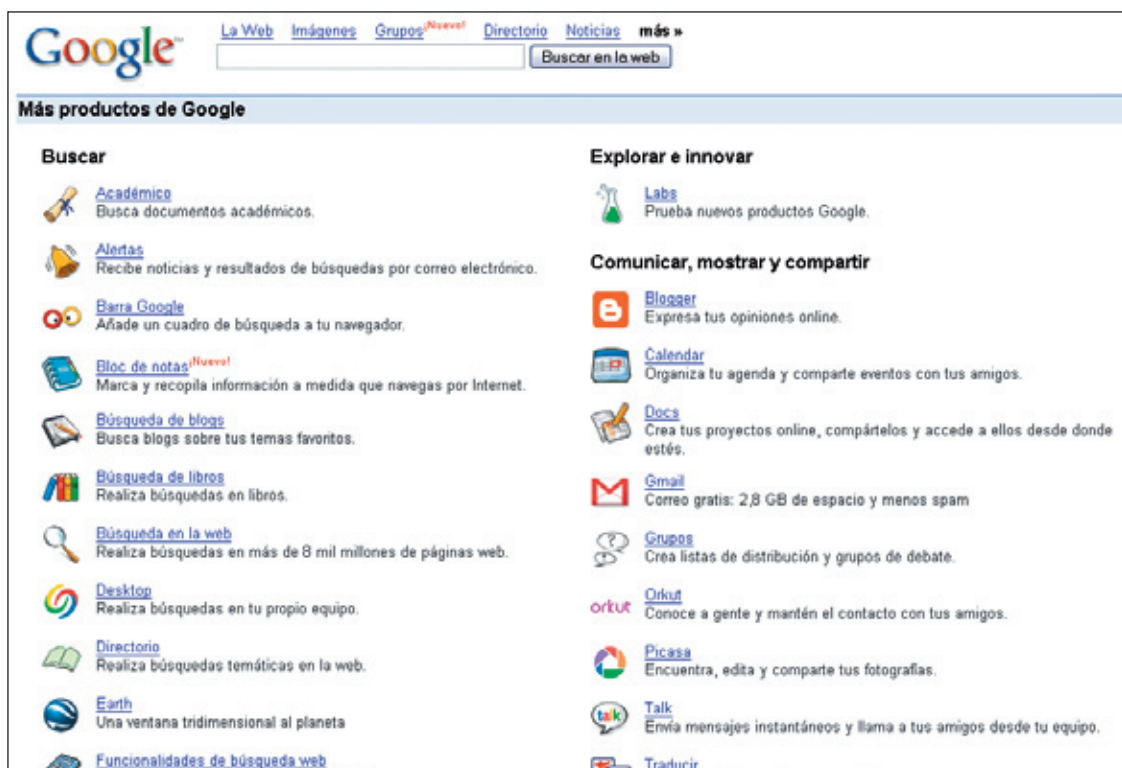 Google™
La Web Imágenes Grupos¡Nuevo! Directorio Noticias más »
Buscar en la web
Más productos de Google
Buscar
Académico
Busca documentos académicos.
Alertas
Recibe noticias y resultados de búsquedas por correo electrónico.
Barra Google
Añade un cuadro de búsqueda a tu navegador.
Bloc de notas¡Nuevo!
Marca y recopila información a medida que navegas por Internet.
Búsqueda de blogs
Busca blogs sobre tus temas favoritos.
Búsqueda de libros
Realiza búsquedas en libros.
Búsqueda en la web
Realiza búsquedas en más de 8 mil millones de páginas web.
Desktop
Realiza búsquedas en tu propio equipo.
Directorio
Realiza búsquedas temáticas en la web.
Earth
Una ventana tridimensional al planeta
Funcionalidades de búsqueda web
Explorar e innovar
Labs
Prueba nuevos productos Google.
Comunicar, mostrar y compartir
Blogger
Expresa tus opiniones online.
Calendar
Organiza tu agenda y comparte eventos con tus amigos.
Docs
Crea tus proyectos online, compártelos y accede a ellos desde donde
estés.
Gmail
Correo gratis: 2,8 GB de espacio y menos spam
Grupos
Crea listas de distribución y grupos de debate.
orkut
Orkut
Conoce a gente y mantén el contacto con tus amigos.
Picasa
Encuentra, edita y comparte tus fotografías.
talk
Talk
Envía mensajes instantáneos y llama a tus amigos desde tu equipo.
Traducir